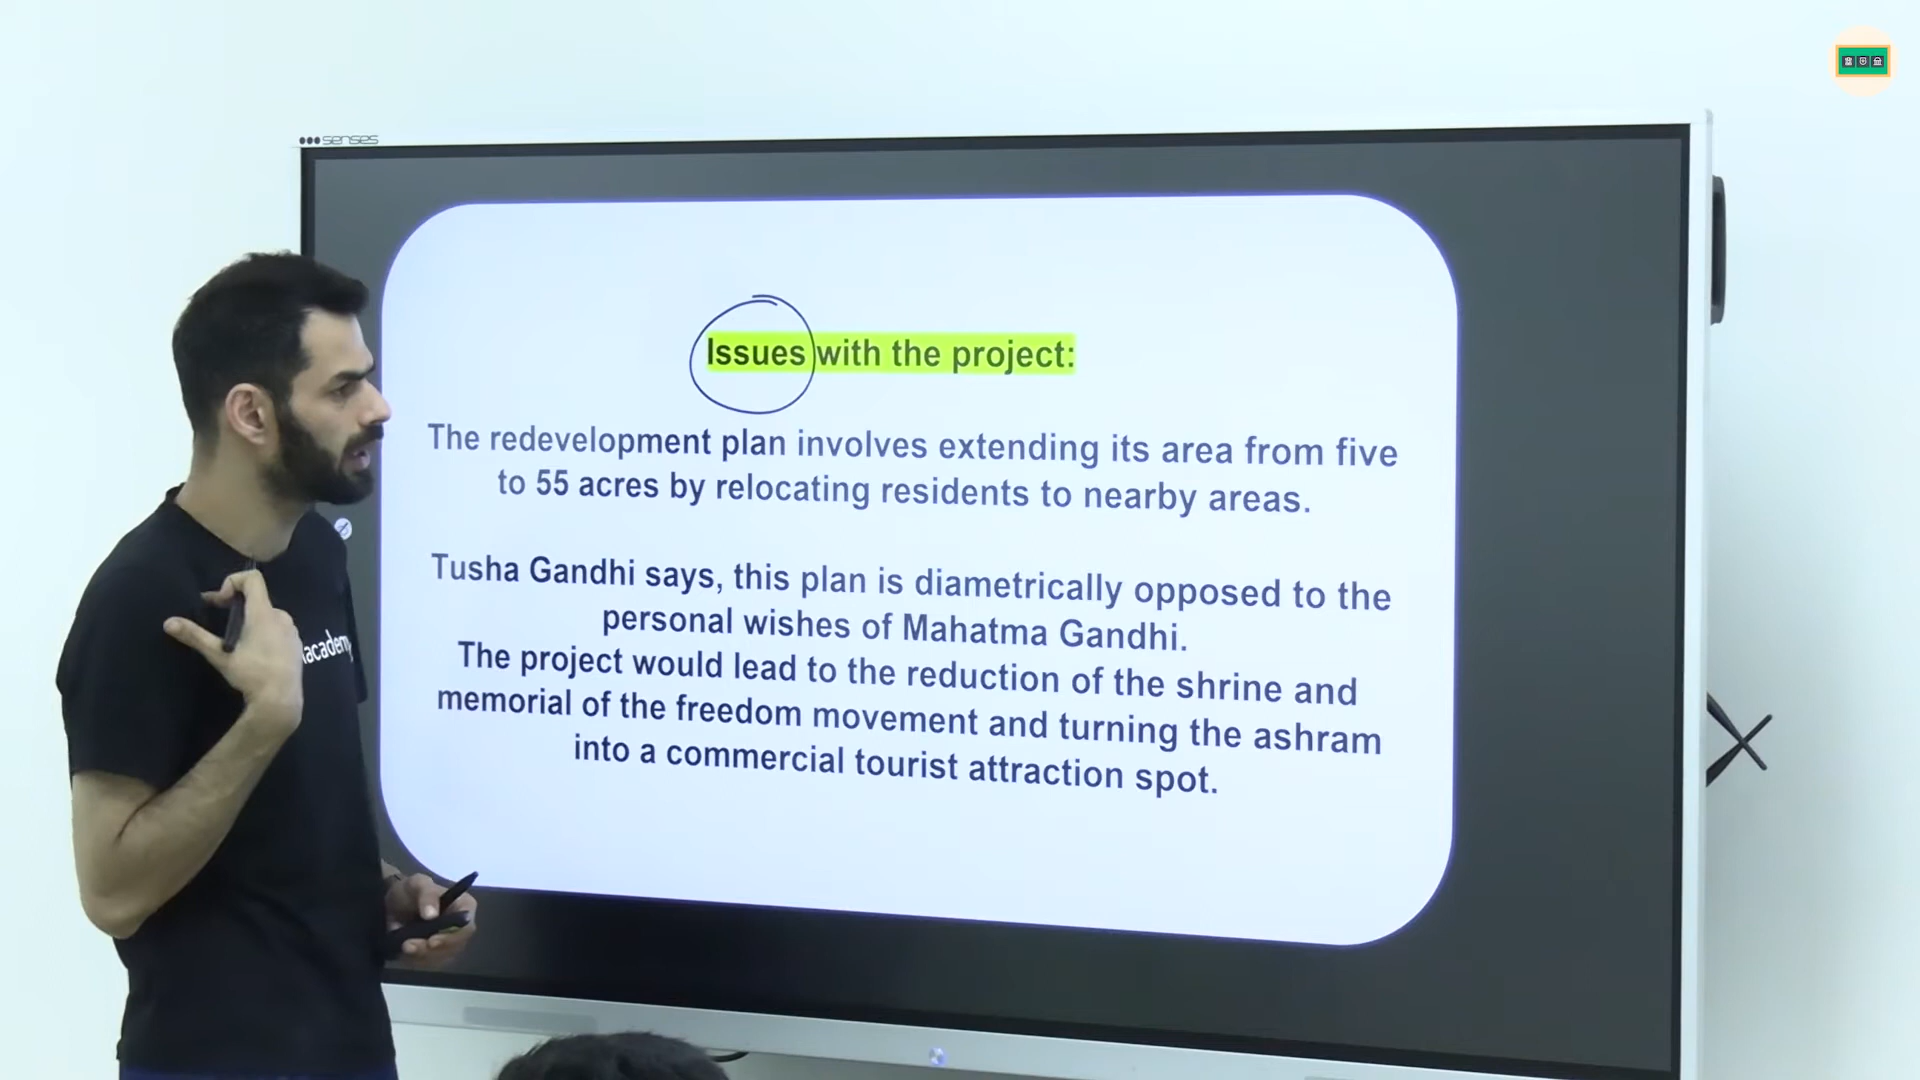 senses
Issues with the project:
The redevelopment plan involves extending its area from five
to 55 acres by relocating residents to nearby areas.
Tusha Gandhi says, this plan is diametrically opposed to the
personal wishes of Mahatma Gandhi.
The project would lead to the reduction of the shrine and
memorial of the freedom movement and turning the ashram
into a commercial tourist attraction spot.
academy